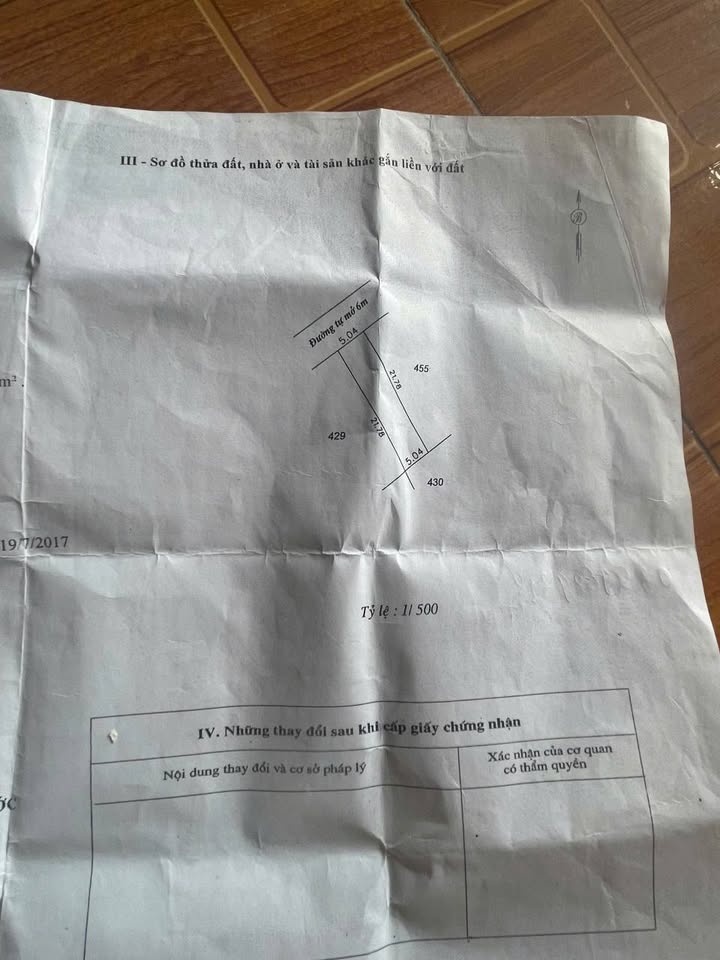 III - Sơ đồ thửa đất, nhà ở và tài sản khác gắn liền với đất
B
Đường tự mở 6m
5.04
455
21.78
21.78
429
5.04
430
m².
19/7/2017
Tỷ lệ : 1/ 500
IV. Những thay đổi sau khi cấp giấy chứng nhận
Nội dung thay đổi và cơ sở pháp lý
Xác nhận của cơ quan
có thẩm quyền
ỚC